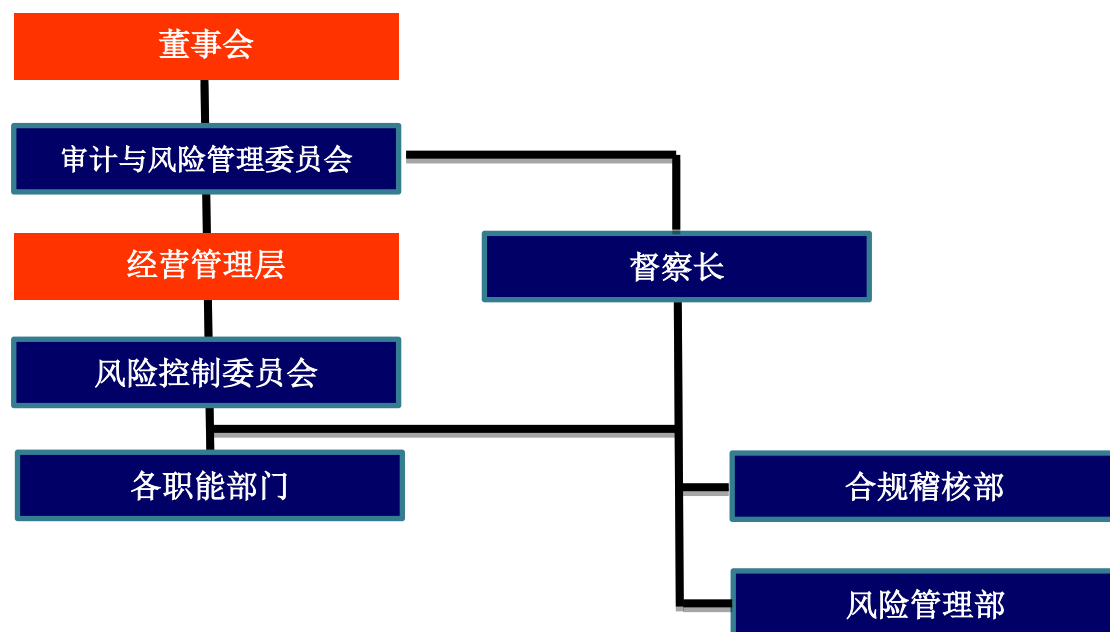 董事会
审计与风险管理委员会
经营管理层
督察长
风险控制委员会
各职能部门
合规稽核部
风险管理部